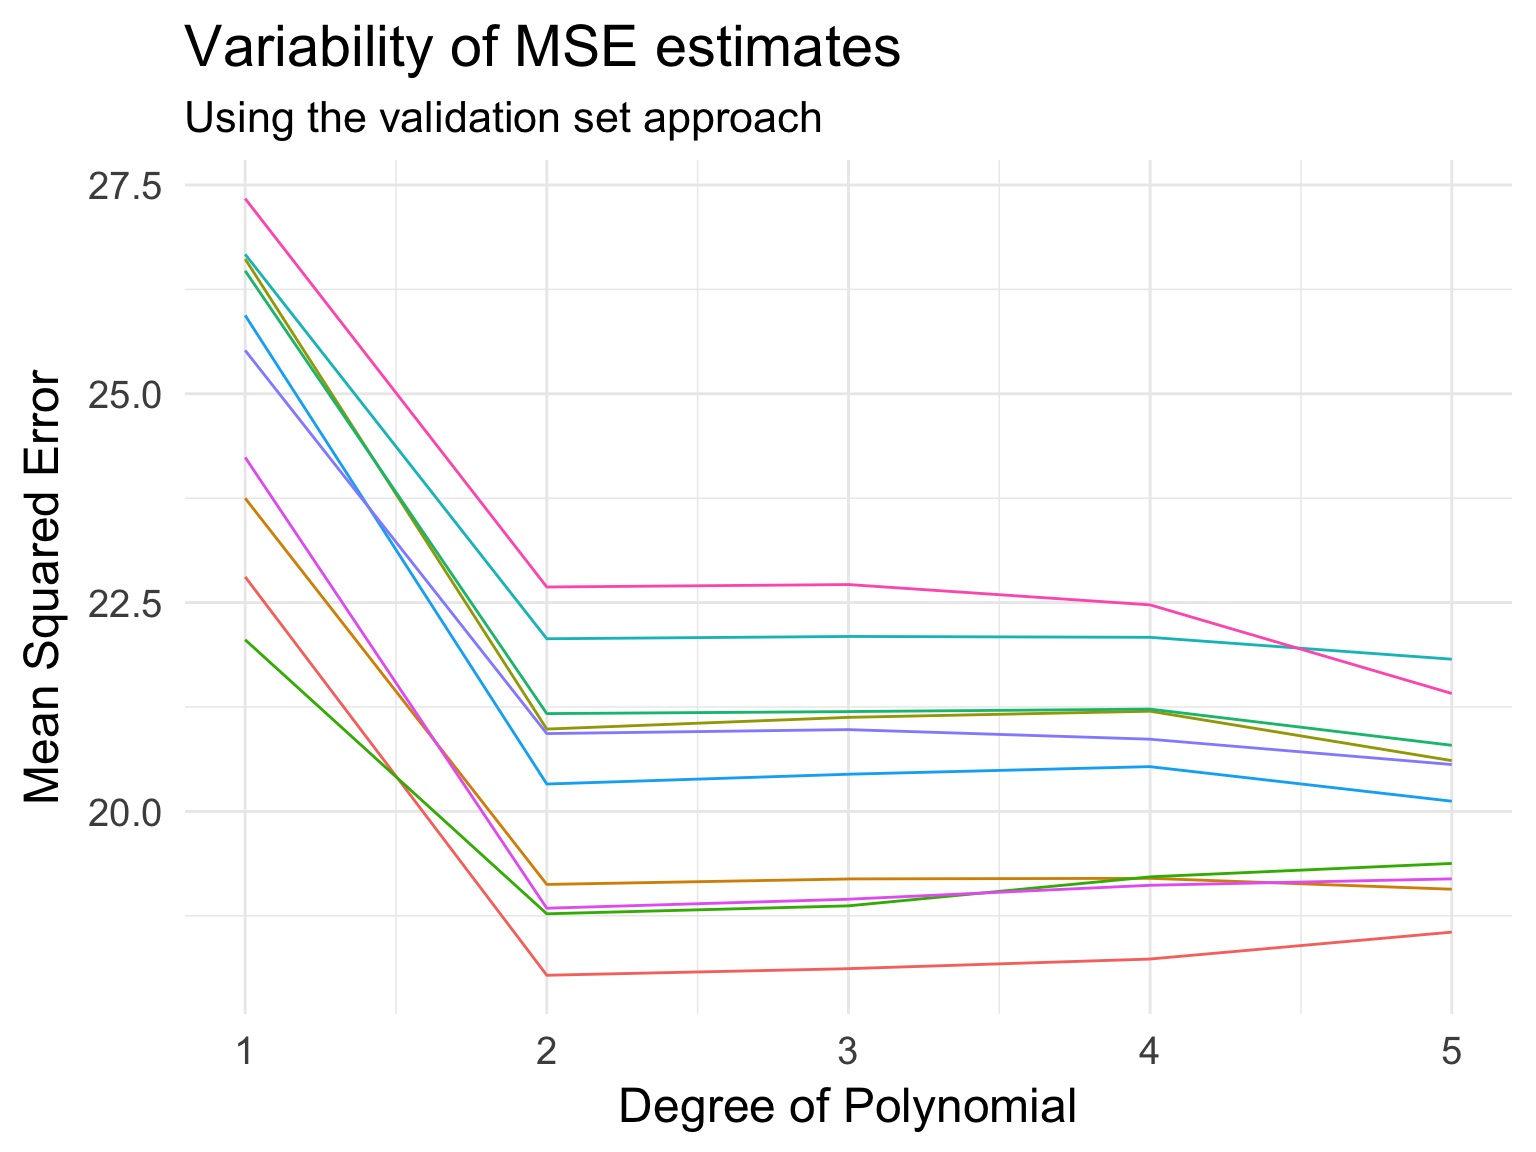 Variability of MSE estimates
Using the validation set approach
27.5
25.0
22.5
20.0
Mean Squared Error
1 2 3 4 5
Degree of Polynomial